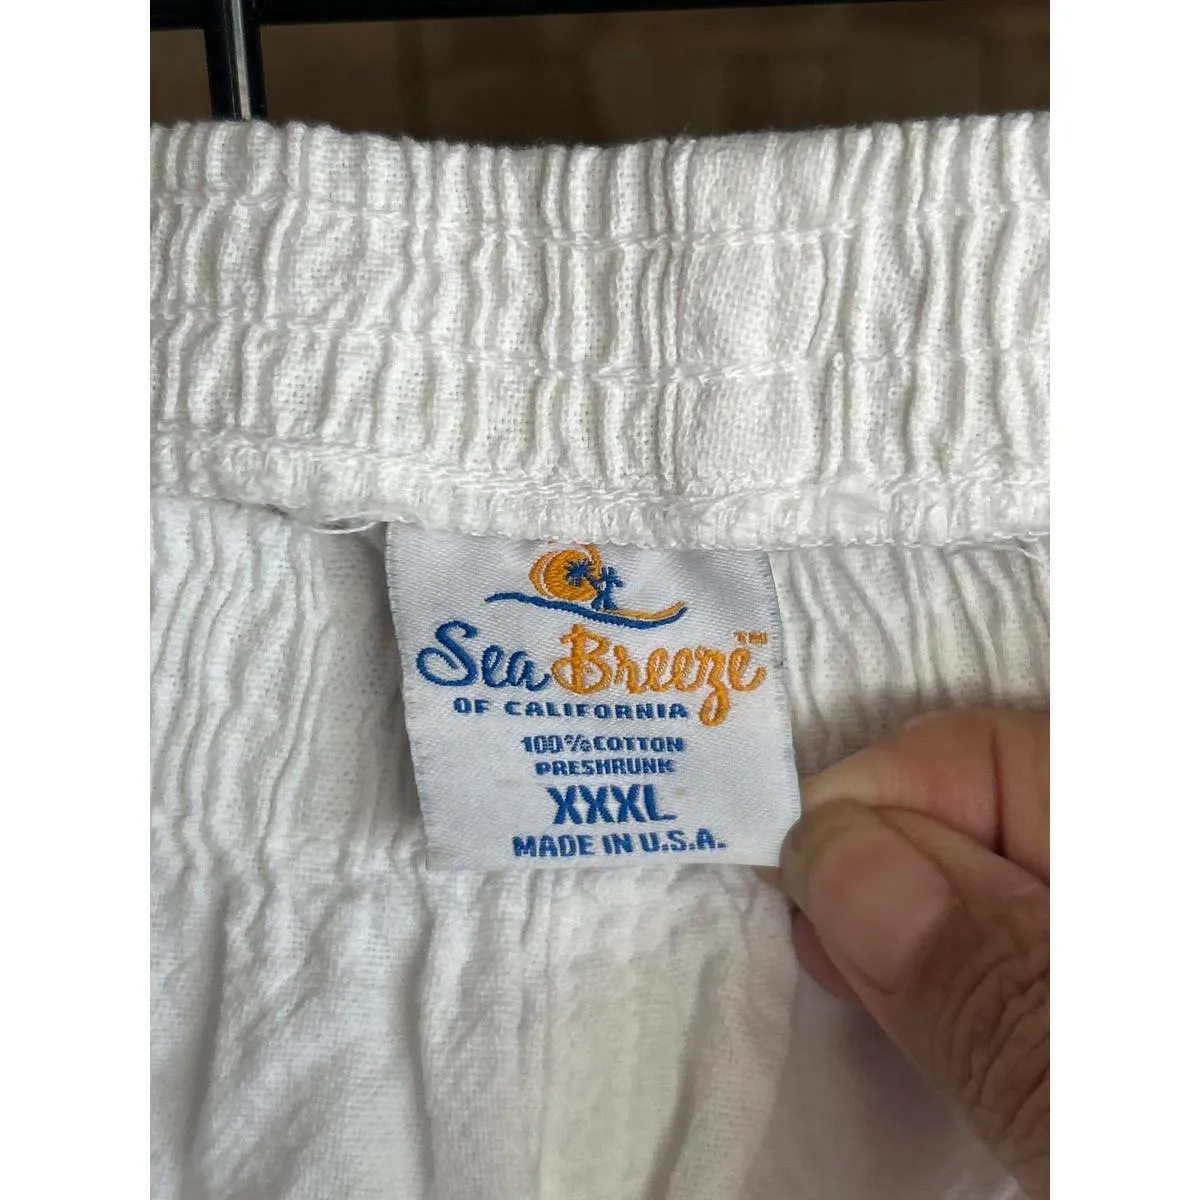 Sea Breeze™
OF CALIFORNIA
100% COTTON
PRESHRUNK
XXXL
MADE IN U.S.A.